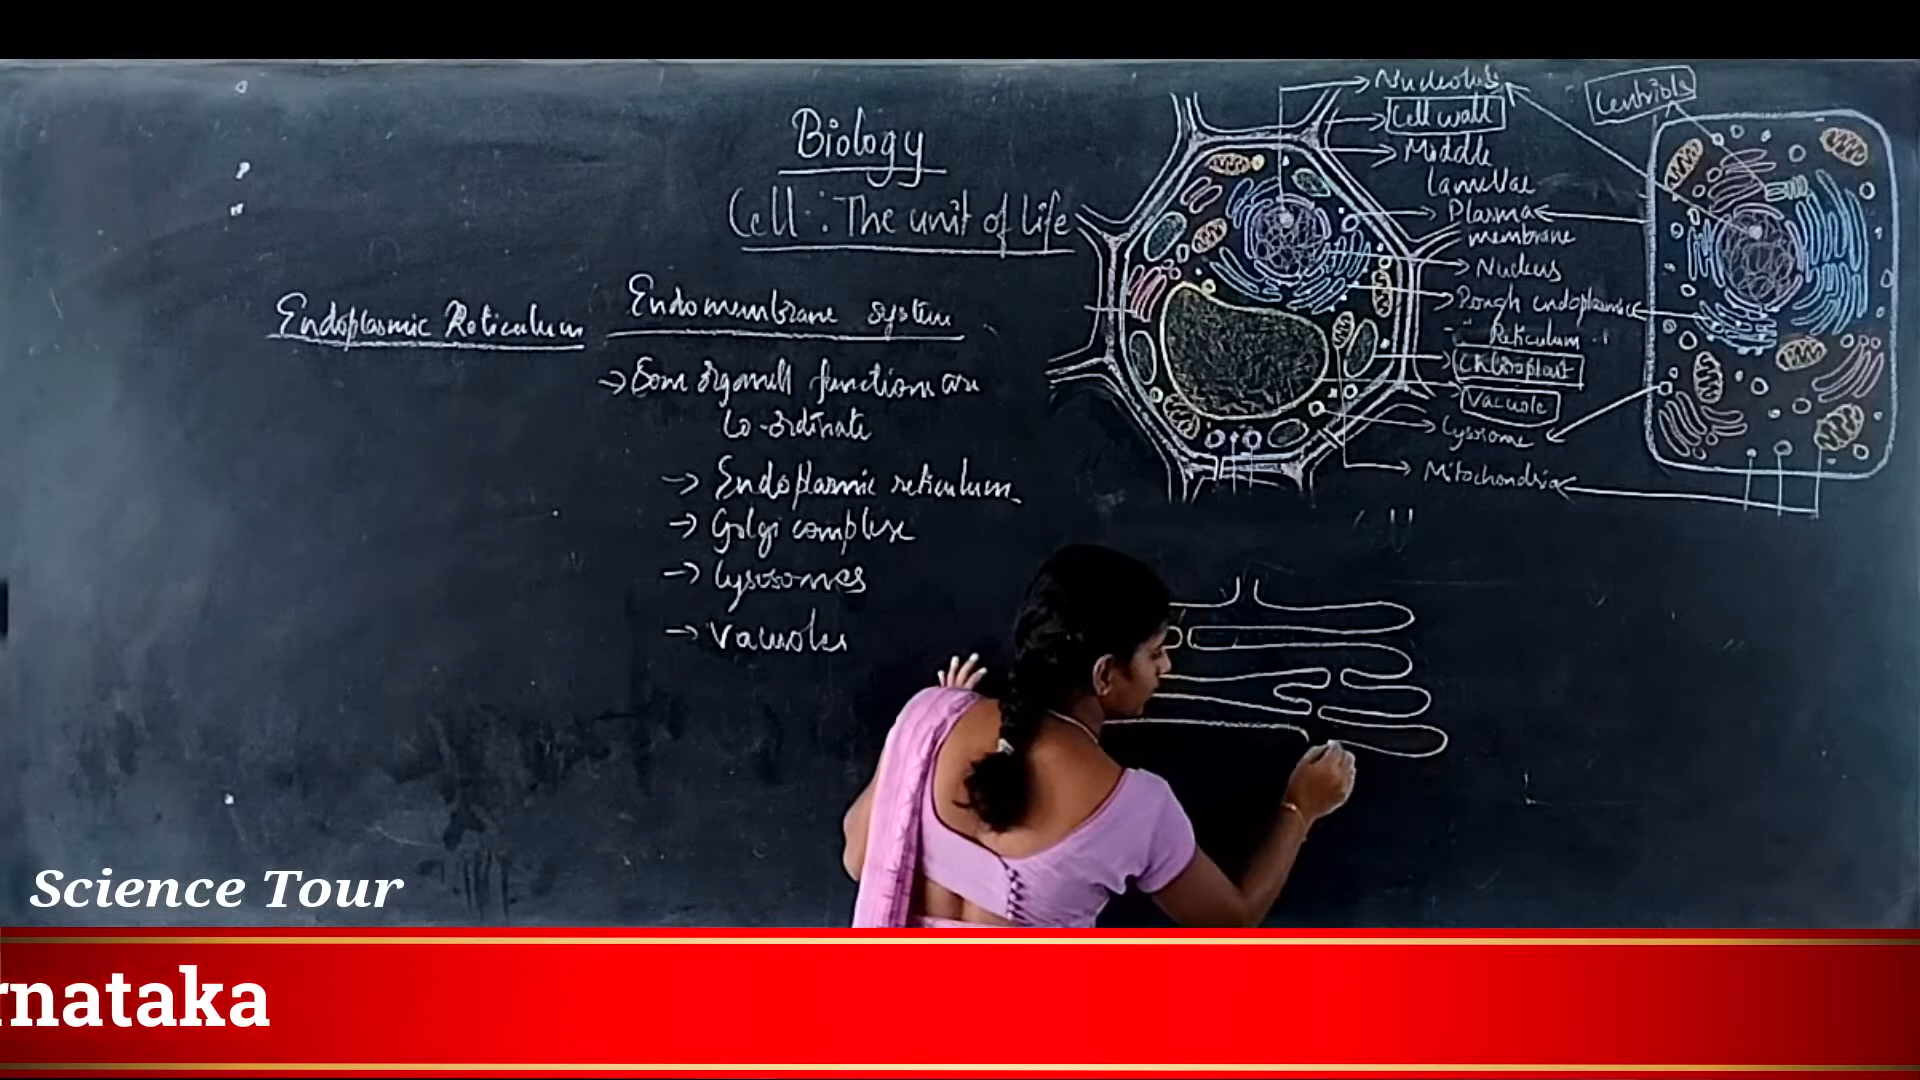 Biology
Cell : The unit of life
Endoplasmic Reticulum
Endomembrane system
→ Some organell functions are
Co-ordinate
→ Endoplasmic reticulum
→ Golgi complex
→ Lysosomes
→ Vacuoles
Nucleolus
Cell wall
Middle
lamellae
Plasma
membrane
Nucleus
Rough endoplasmic
Reticulum
Chloroplast
Vacuole
Lysosome
Mitochondria
Centriols
Science Tour
rnataka